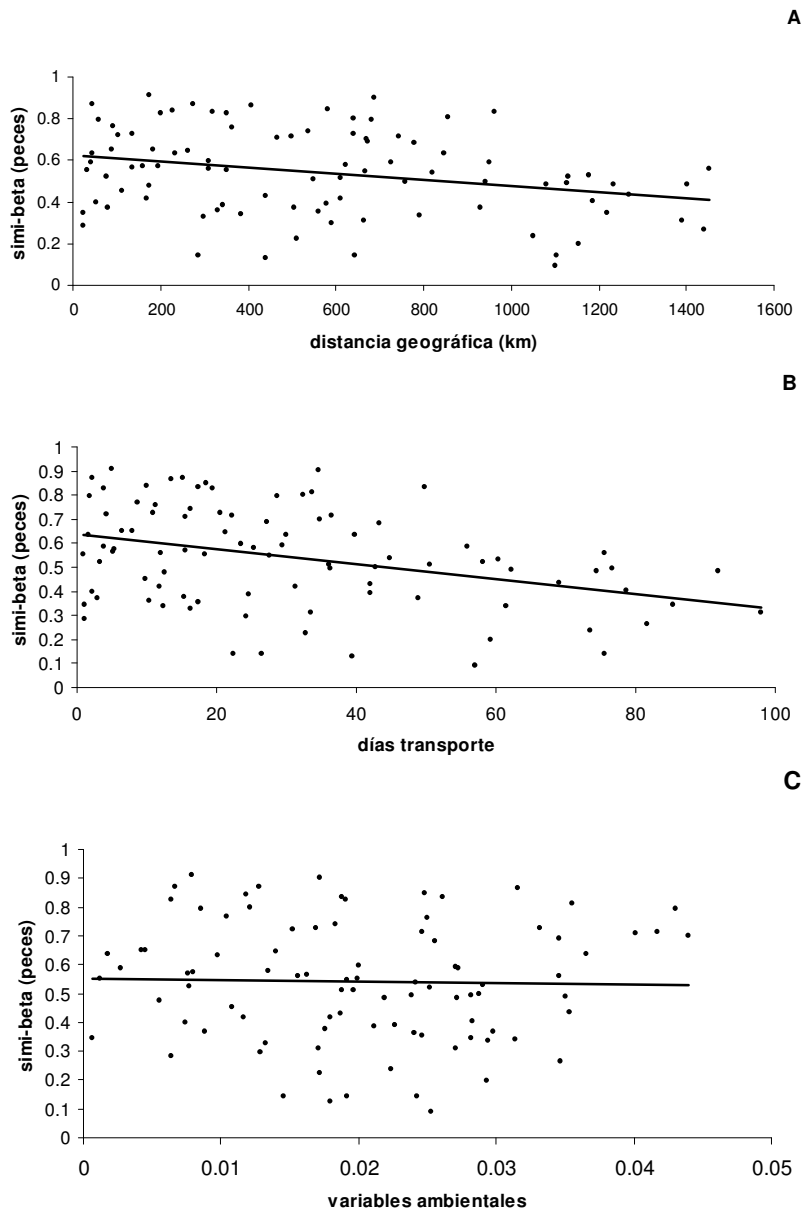 A
1
0.8
0.6
0.4
0.2
0
simi-beta (peces)
0 200 400 600 800 1000 1200 1400 1600
distancia geográfica (km)
B
1
0.9
0.8
0.7
0.6
0.5
0.4
0.3
0.2
0.1
0
simi-beta (peces)
0 20 40 60 80 100
días transporte
C
1
0.9
0.8
0.7
0.6
0.5
0.4
0.3
0.2
0.1
0
simi-beta (peces)
0 0.01 0.02 0.03 0.04 0.05
variables ambientales